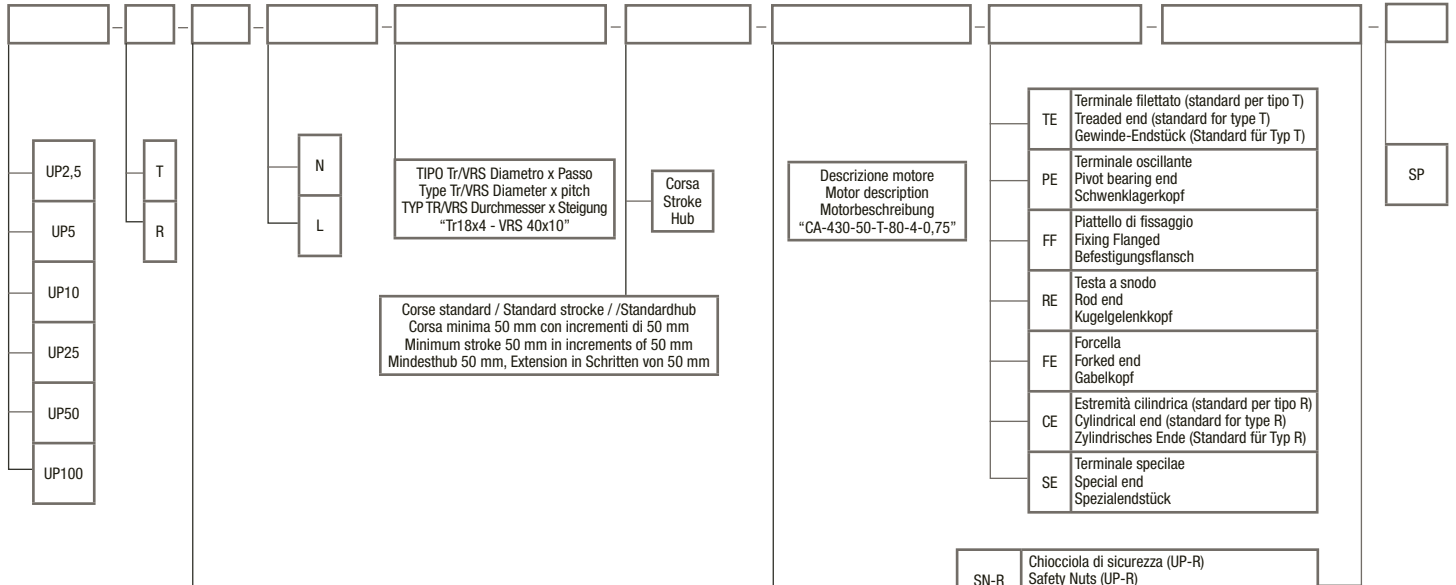 UP2,5
UP5
UP10
UP25
UP50
UP100
T
R
N
L
TIPO Tr/VRS Diametro x Passo
Type Tr/VRS Diameter x pitch
TYP TR/VRS Durchmesser x Steigung
“Tr18x4 - VRS 40x10”
Corsa
Stroke
Hub
Corse standard / Standard strocke / /Standardhub
Corsa minima 50 mm con incrementi di 50 mm
Minimum stroke 50 mm in increments of 50 mm
Mindesthub 50 mm, Extension in Schritten von 50 mm
Descrizione motore
Motor description
Motorbeschreibung
“CA-430-50-T-80-4-0,75”
TE
Terminale filettato (standard per tipo T)
Treaded end (standard for type T)
Gewinde-Endstück (Standard für Typ T)
PE
Terminale oscillante
Pivot bearing end
Schwenklagerkopf
FF
Piattello di fissaggio
Fixing Flanged
Befestigungsflansch
RE
Testa a snodo
Rod end
Kugelgelenkkopf
FE
Forcella
Forked end
Gabelkopf
CE
Estremità cilindrica (standard per tipo R)
Cylindrical end (standard for type R)
Zylindrisches Ende (Standard für Typ R)
SE
Terminale specilae
Special end
Spezialendstück
SP
SN-R
Chiocciola di sicurezza (UP-R)
Safety Nuts (UP-R)